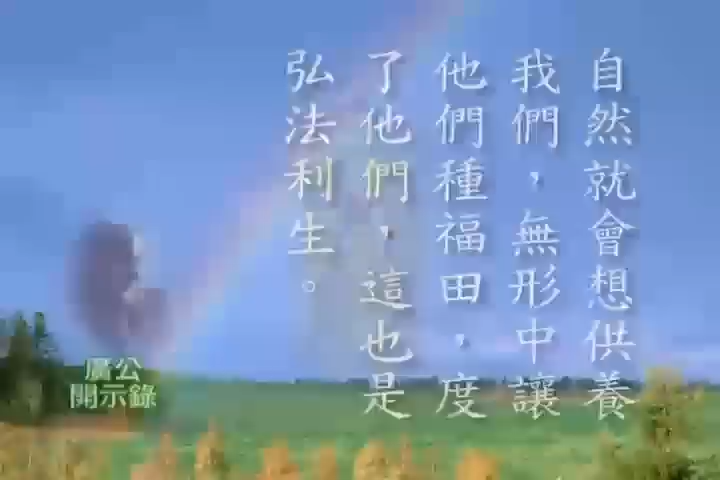 自然就會想供養
我們，無形中讓
他們種福田，度
了他們，這也是
弘法利生。
廣公
開示錄